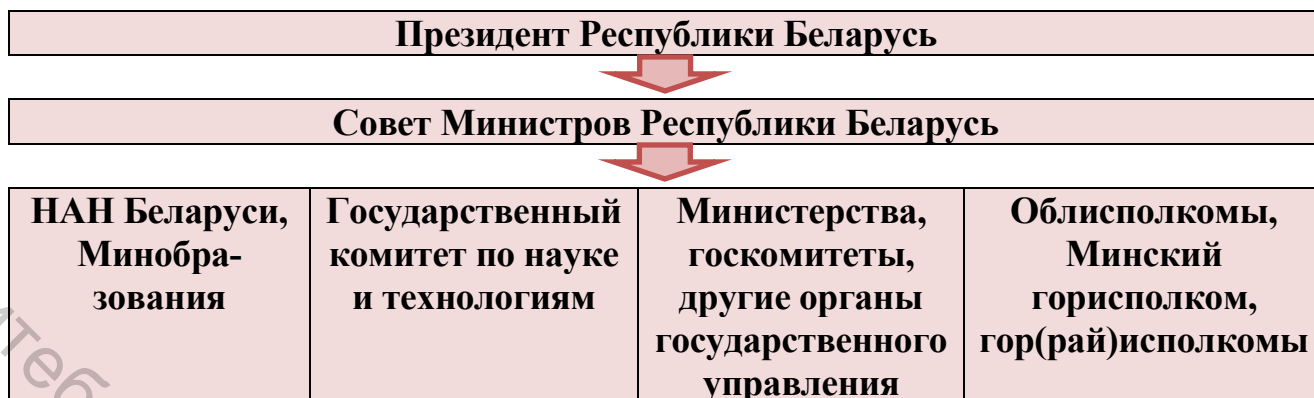 Президент Республики Беларусь
Совет Министров Республики Беларусь
НАН Беларуси,
Минобра-
зования
Государственный
комитет по науке
и технологиям
Министерства,
госкомитеты,
другие органы
государственного
управления
Облисполкомы,
Минский
горисполком,
гор(рай)исполкомы